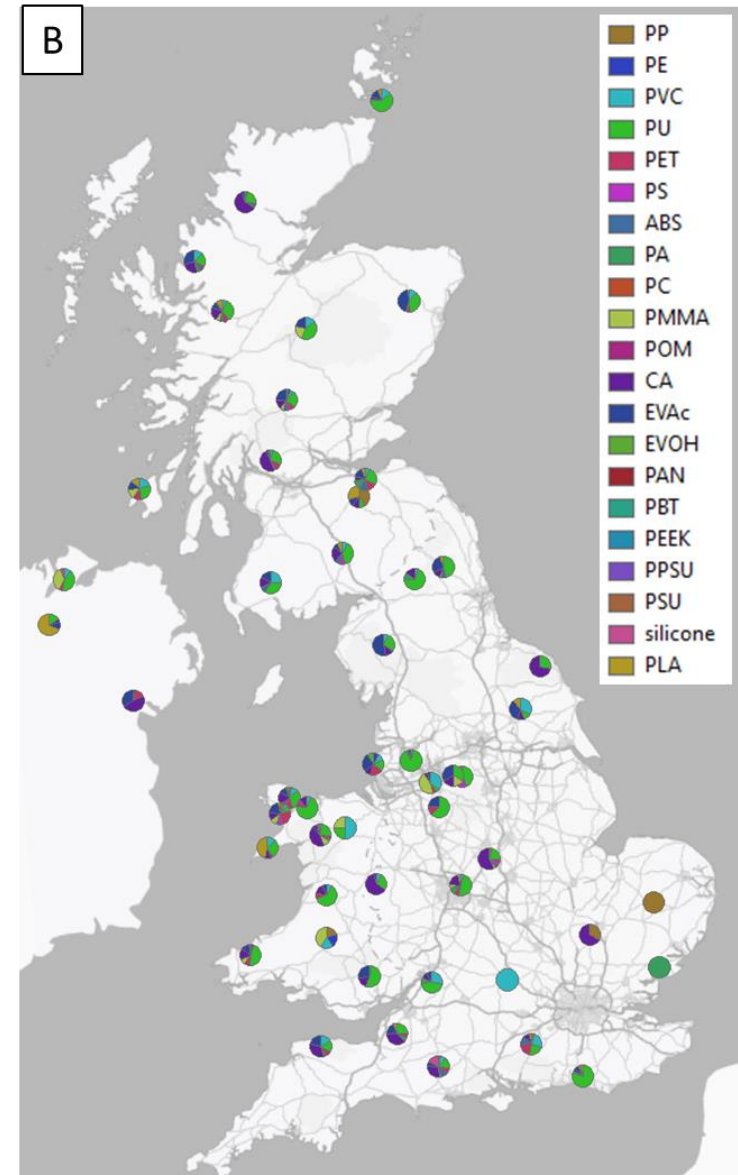 B
PP
PE
PVC
PU
PET
PS
ABS
PA
PC
PMMA
POM
CA
EVAc
EVOH
PAN
PBT
PEEK
PPSU
PSU
silicone
PLA